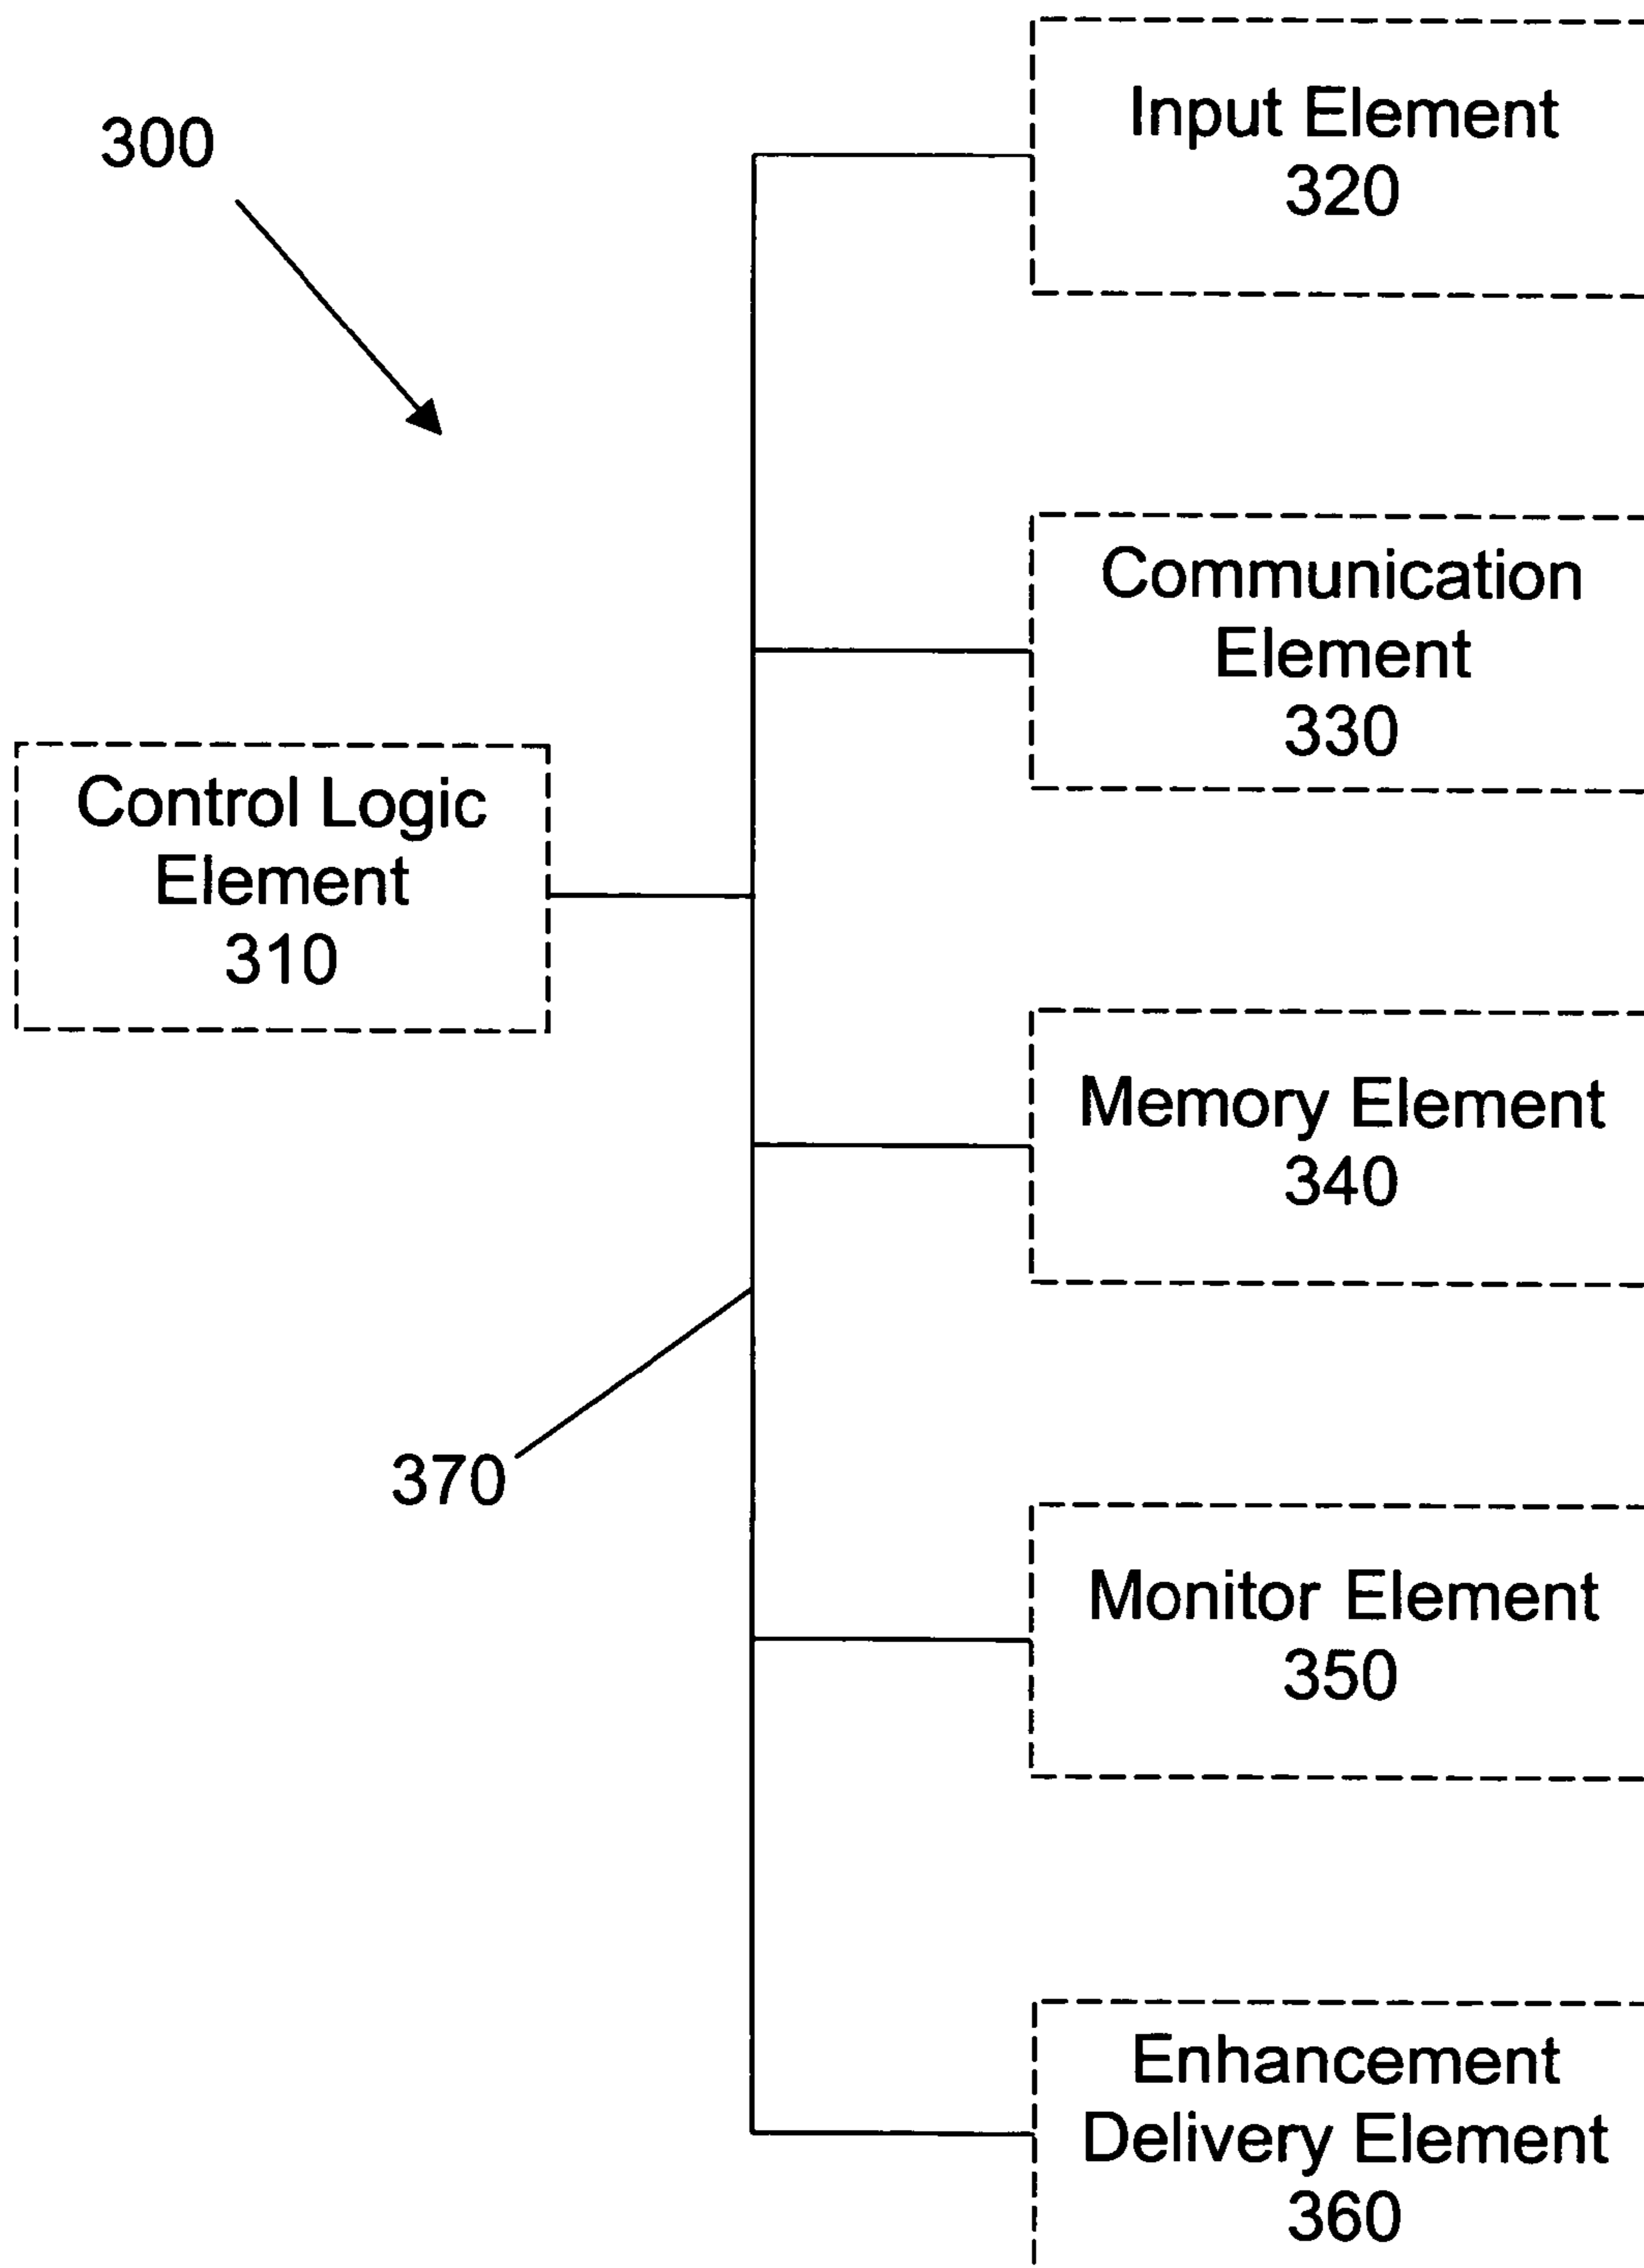 300
Input Element
320
Communication
Element
330
Control Logic
Element
310
Memory Element
340
370
Monitor Element
350
Enhancement
Delivery Element
360